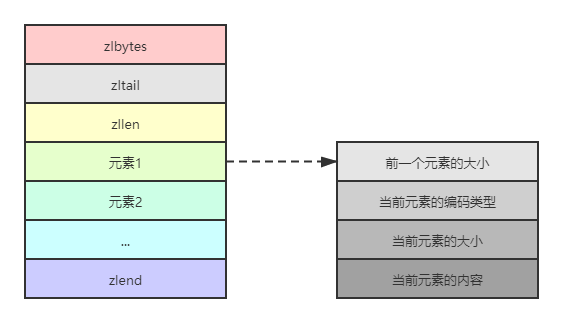 zlbytes
zltail
zllen
元素1
元素2
...
zlend
前一个元素的大小
当前元素的编码类型
当前元素的大小
当前元素的内容